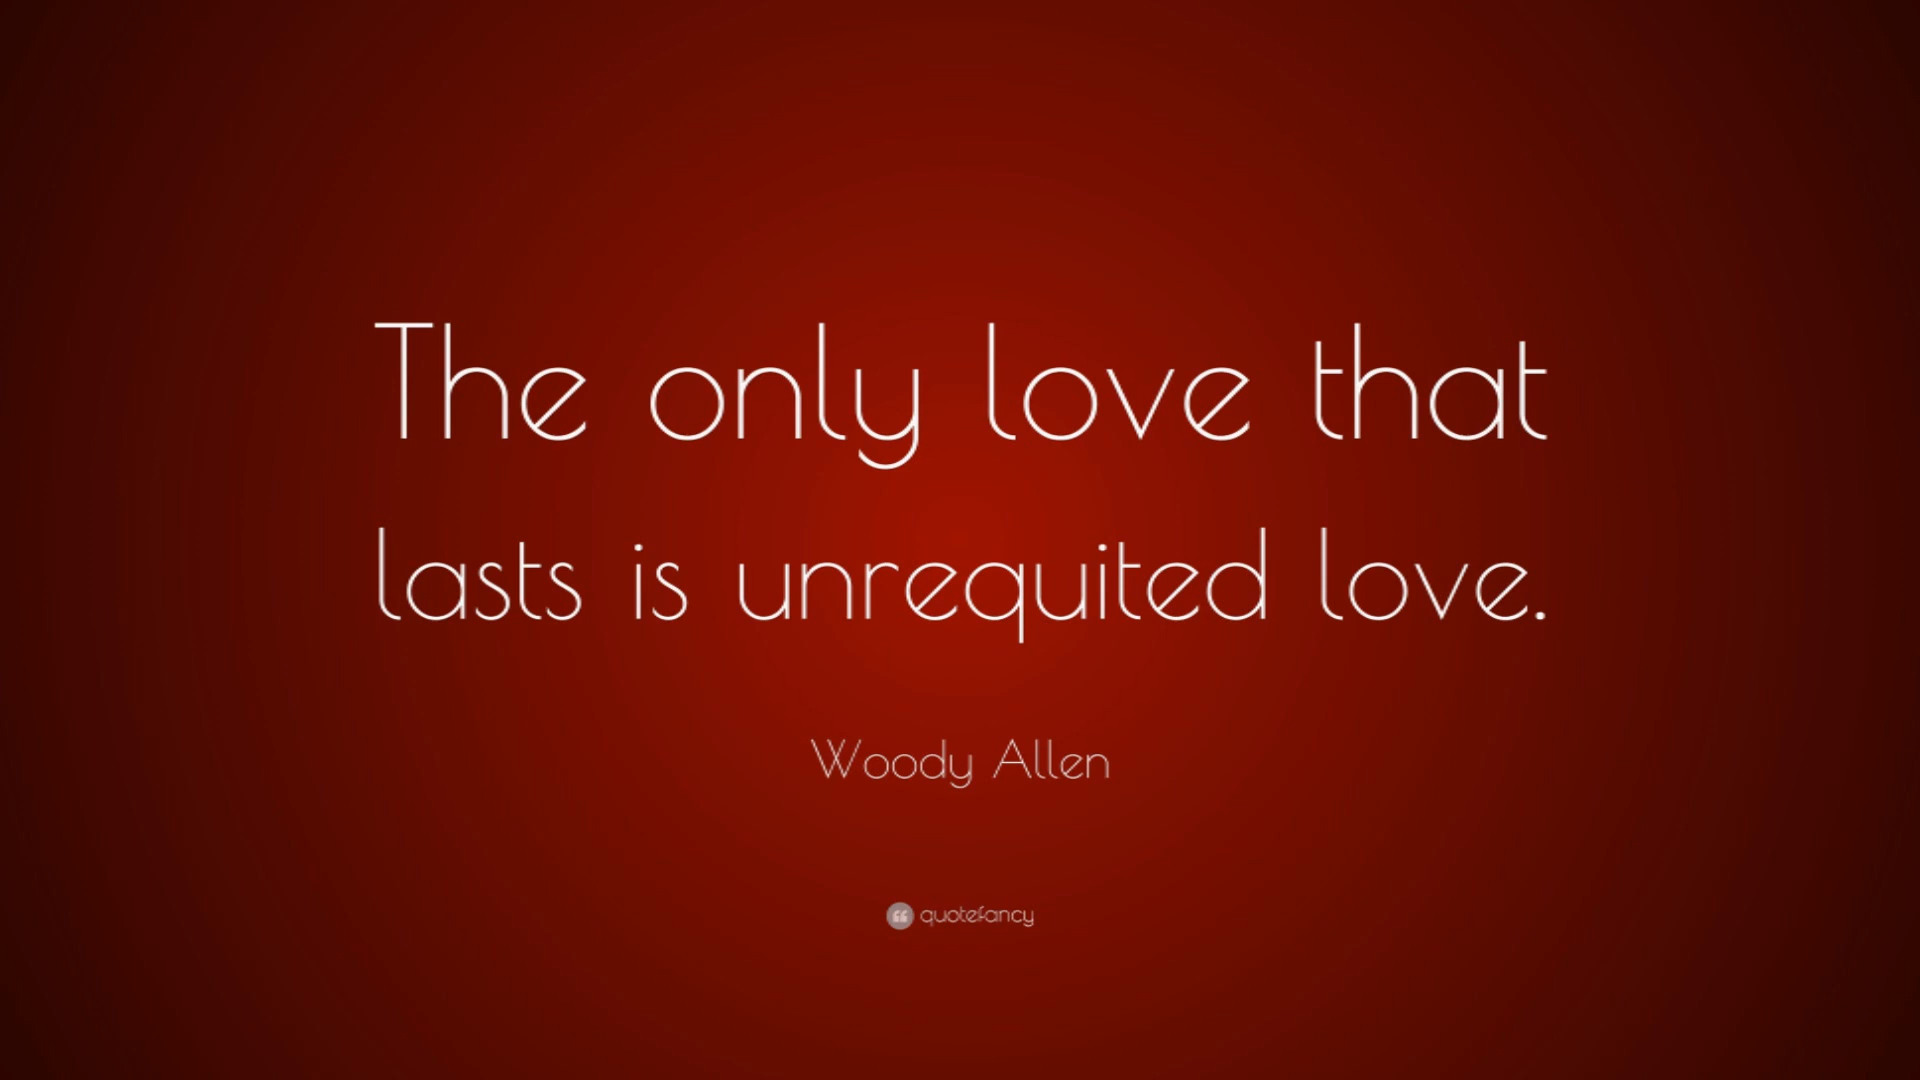 The only love that
lasts is unrequited love.
Woody Allen
quotefancy